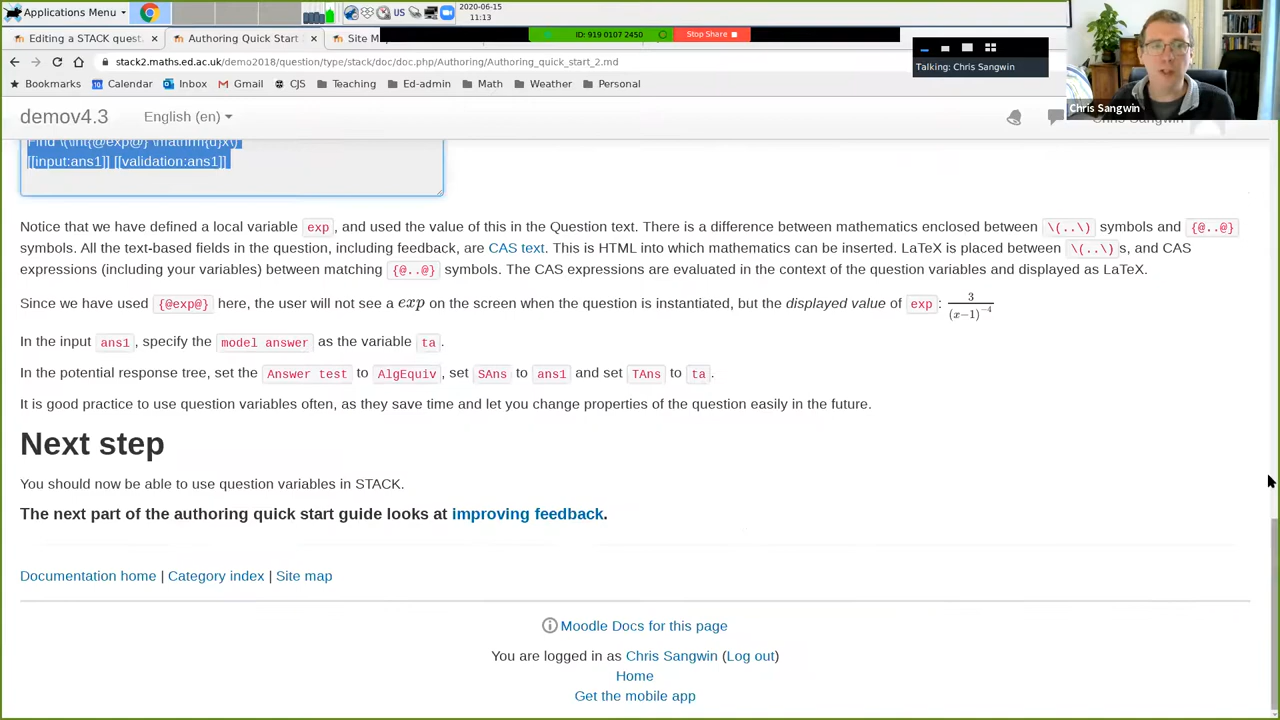 Applications Menu
US
2020-06-15
11:13
Editing a STACK quest
Authoring Quick Start
Site M
ID: 919 0107 2450
Stop Share
Talking: Chris Sangwin
stack2.maths.ed.ac.uk/demo2018/question/type/stack/doc/doc.php/Authoring/Authoring_quick_start_2.md
Bookmarks Calendar Inbox Gmail CJS Teaching Ed-admin Math Weather Personal
Chris Sangwin
demov4.3 English (en) Chris Sangwin
Find \(\int{@exp@} \mathrm{d}x\)
[[input:ans1]] [[validation:ans1]]
Notice that we have defined a local variable exp, and used the value of this in the Question text. There is a difference between mathematics enclosed between \(..\) symbols and {@..@}
symbols. All the text-based fields in the question, including feedback, are CAS text. This is HTML into which mathematics can be inserted. LaTeX is placed between \(..\) s, and CAS
expressions (including your variables) between matching {@..@} symbols. The CAS expressions are evaluated in the context of the question variables and displayed as LaTeX.
Since we have used {@exp@} here, the user will not see a exp on the screen when the question is instantiated, but the displayed value of exp: 3/(x−1)^−4
In the input ans1, specify the model answer as the variable ta.
In the potential response tree, set the Answer test to AlgEquiv, set SAns to ans1 and set TAns to ta.
It is good practice to use question variables often, as they save time and let you change properties of the question easily in the future.
Next step
You should now be able to use question variables in STACK.
The next part of the authoring quick start guide looks at improving feedback.
Documentation home | Category index | Site map
Moodle Docs for this page
You are logged in as Chris Sangwin (Log out)
Home
Get the mobile app